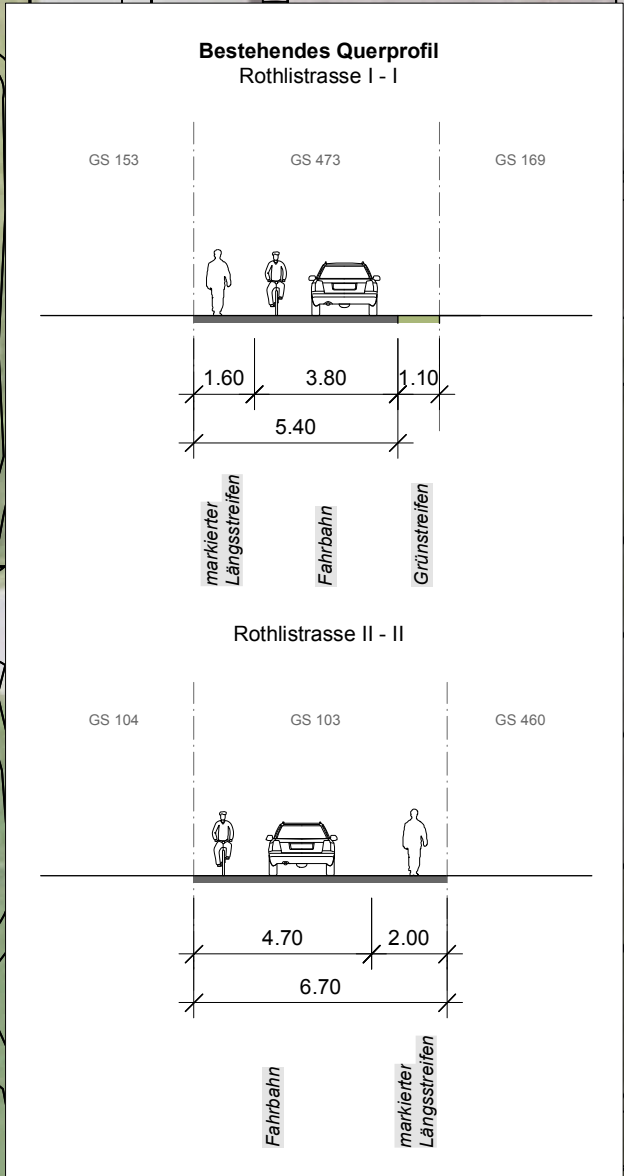 Bestehendes Querprofil
Rothlistrasse I - I
GS 153 GS 473 GS 169
1.60 3.80 1.10
5.40
markierter
Längsstreifen
Fahrbahn
Grünstreifen
Rothlistrasse II - II
GS 104 GS 103 GS 460
4.70 2.00
6.70
Fahrbahn
markierter
Längsstreifen